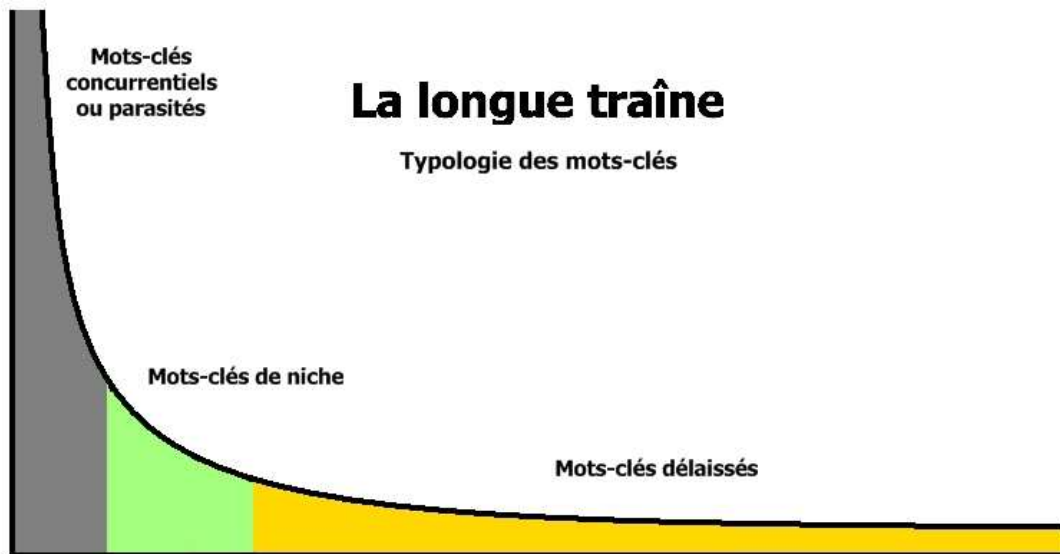 Mots-clés
concurrentiels
ou parasités
La longue traîne
Typologie des mots-clés
Mots-clés de niche
Mots-clés délaissés